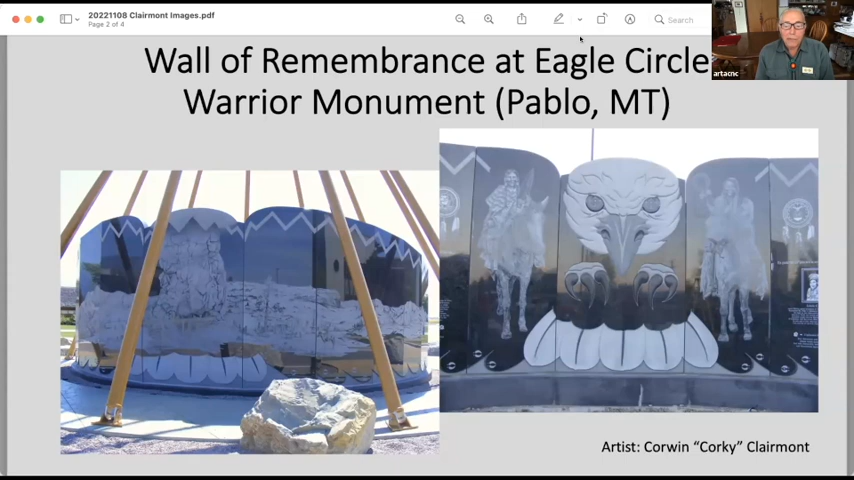 20221108 Clairmont Images.pdf
Page 2 of 4
Search
artacnc
Wall of Remembrance at Eagle Circle
Warrior Monument (Pablo, MT)
Artist: Corwin “Corky” Clairmont